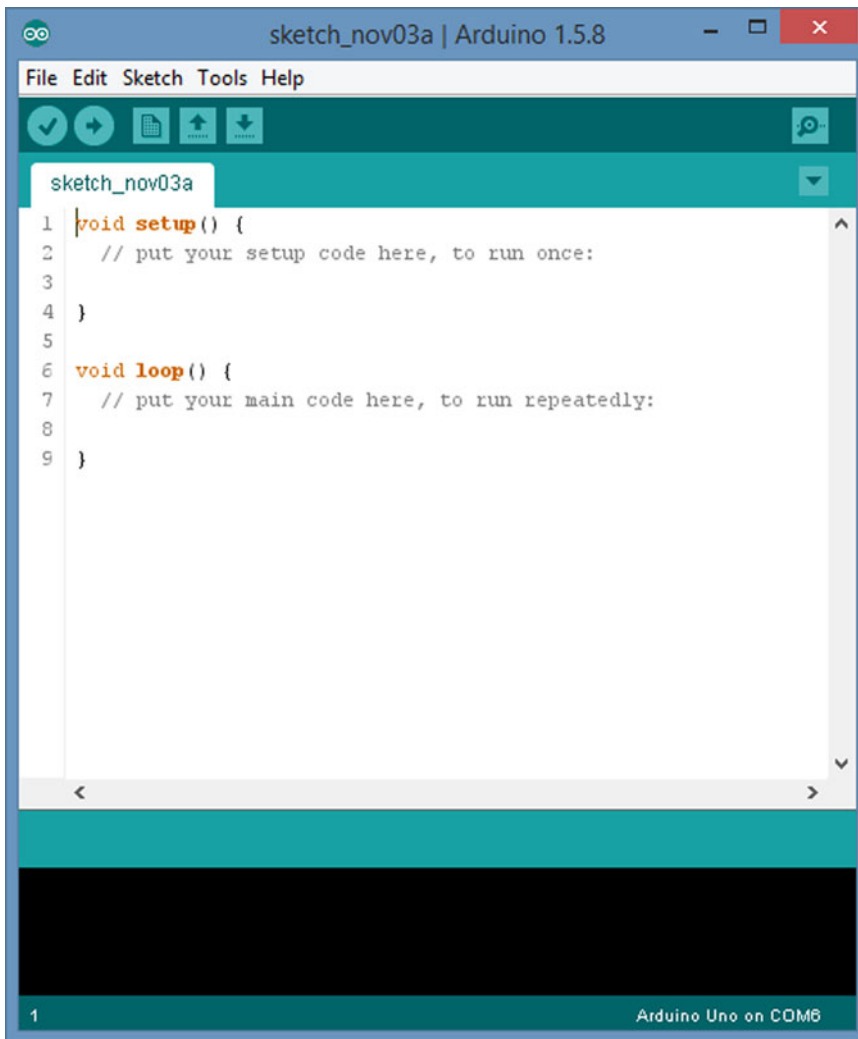 sketch_nov03a | Arduino 1.5.8
File Edit Sketch Tools Help
sketch_nov03a
1 void setup() {
2   // put your setup code here, to run once:
3
4 }
5
6 void loop() {
7   // put your main code here, to run repeatedly:
8
9 }
1 Arduino Uno on COM6